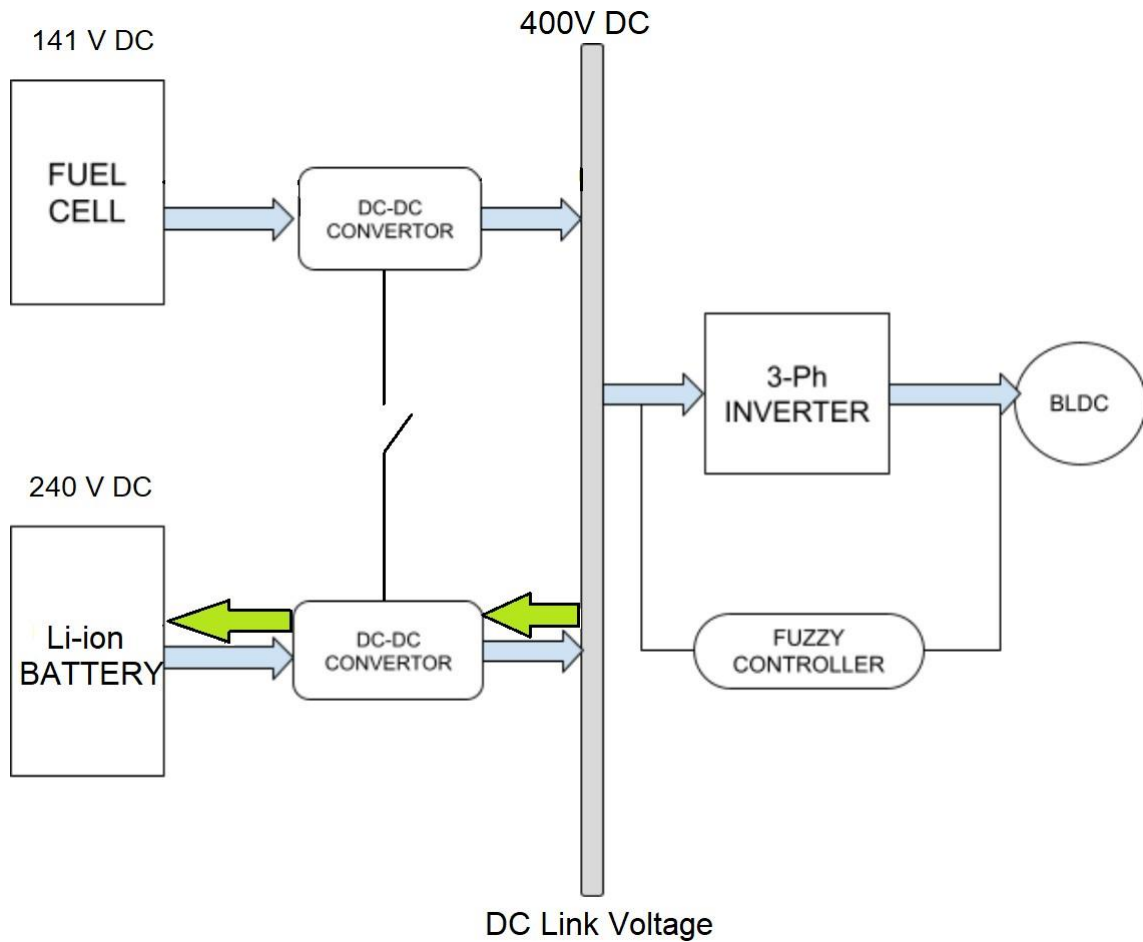 400V DC
141 V DC
FUEL
CELL
DC-DC
CONVERTOR
3-Ph
INVERTER
BLDC
240 V DC
Li-ion
BATTERY
DC-DC
CONVERTOR
FUZZY
CONTROLLER
DC Link Voltage